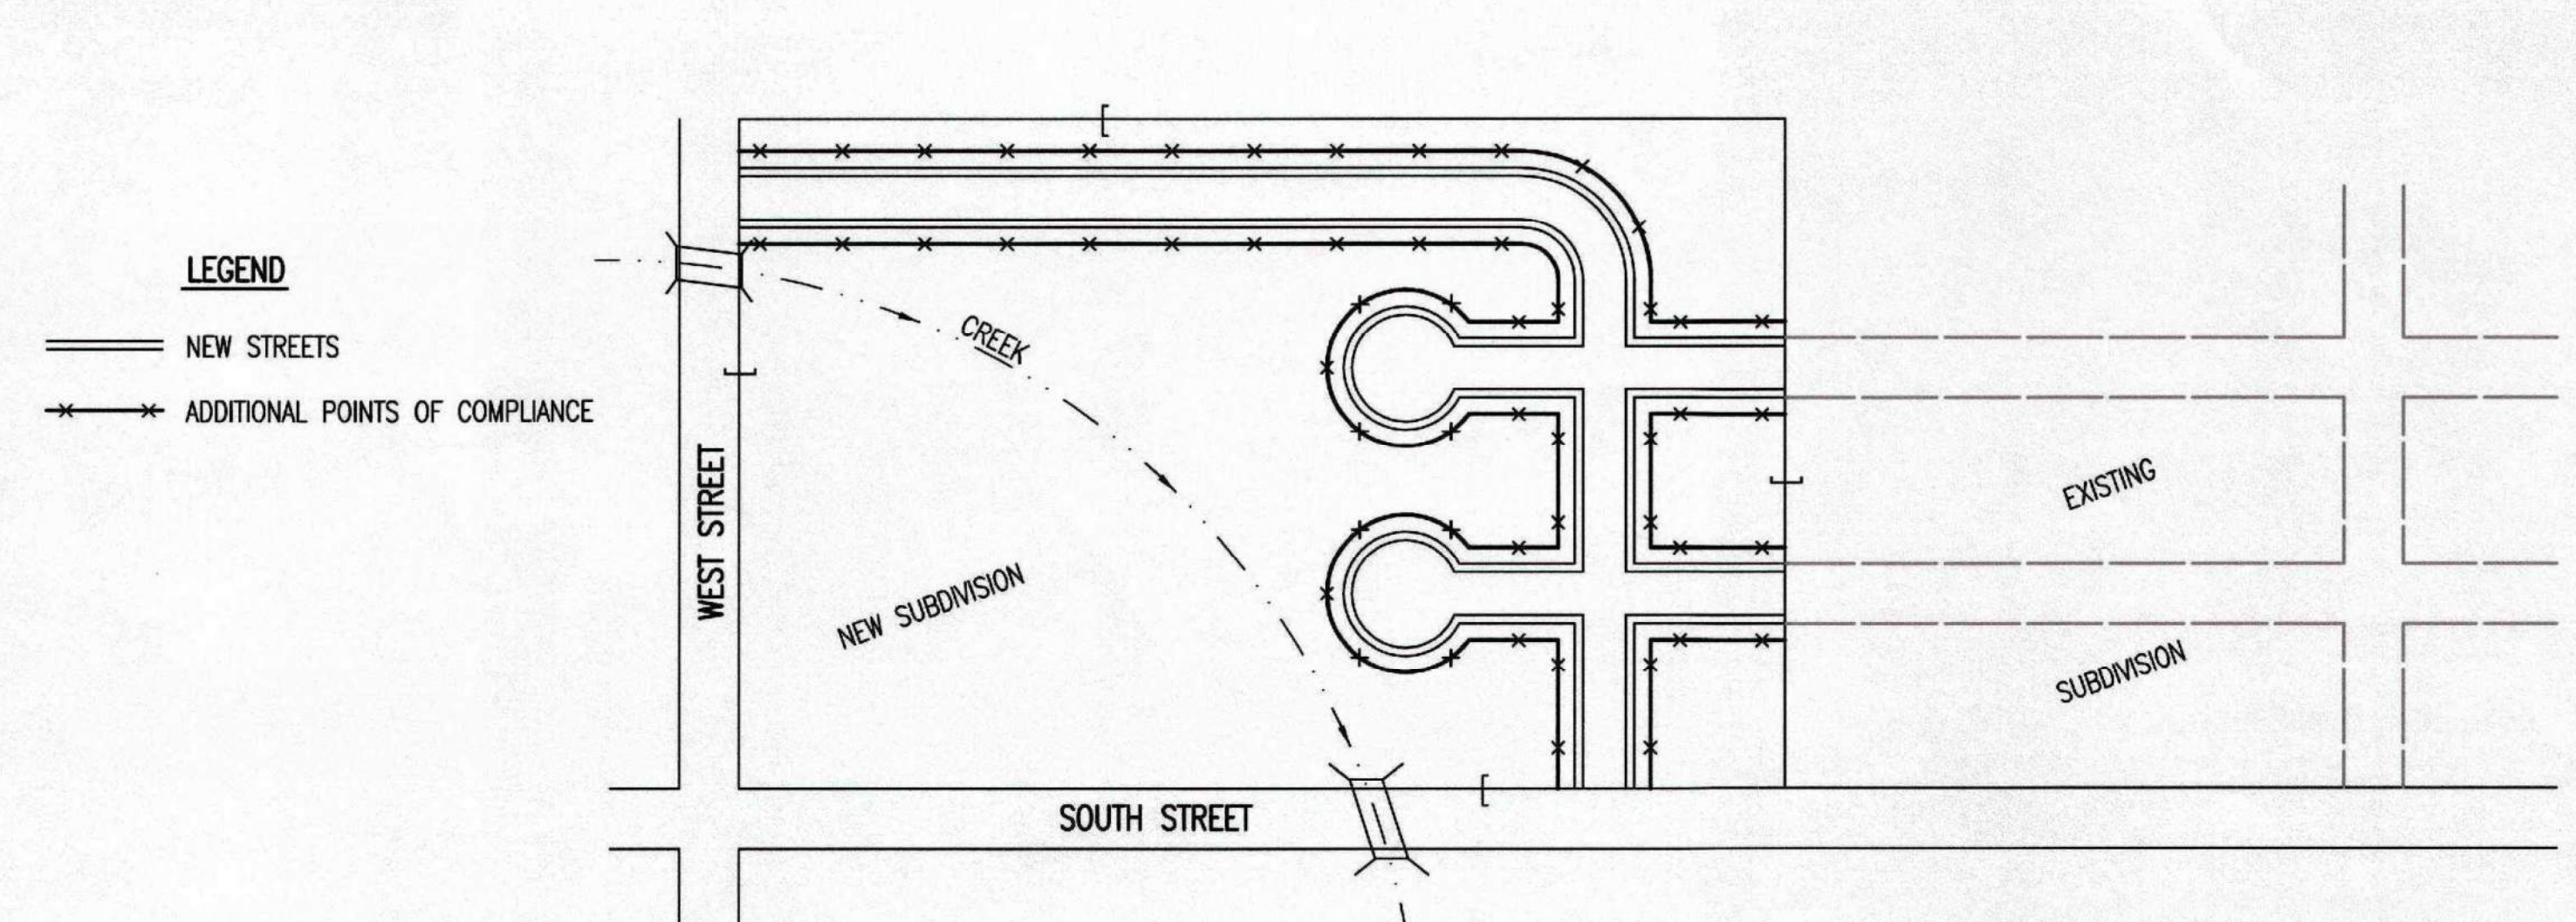 LEGEND
NEW STREETS
ADDITIONAL POINTS OF COMPLIANCE
CREEK
WEST STREET
NEW SUBDIVISION
SOUTH STREET
EXISTING
SUBDIVISION